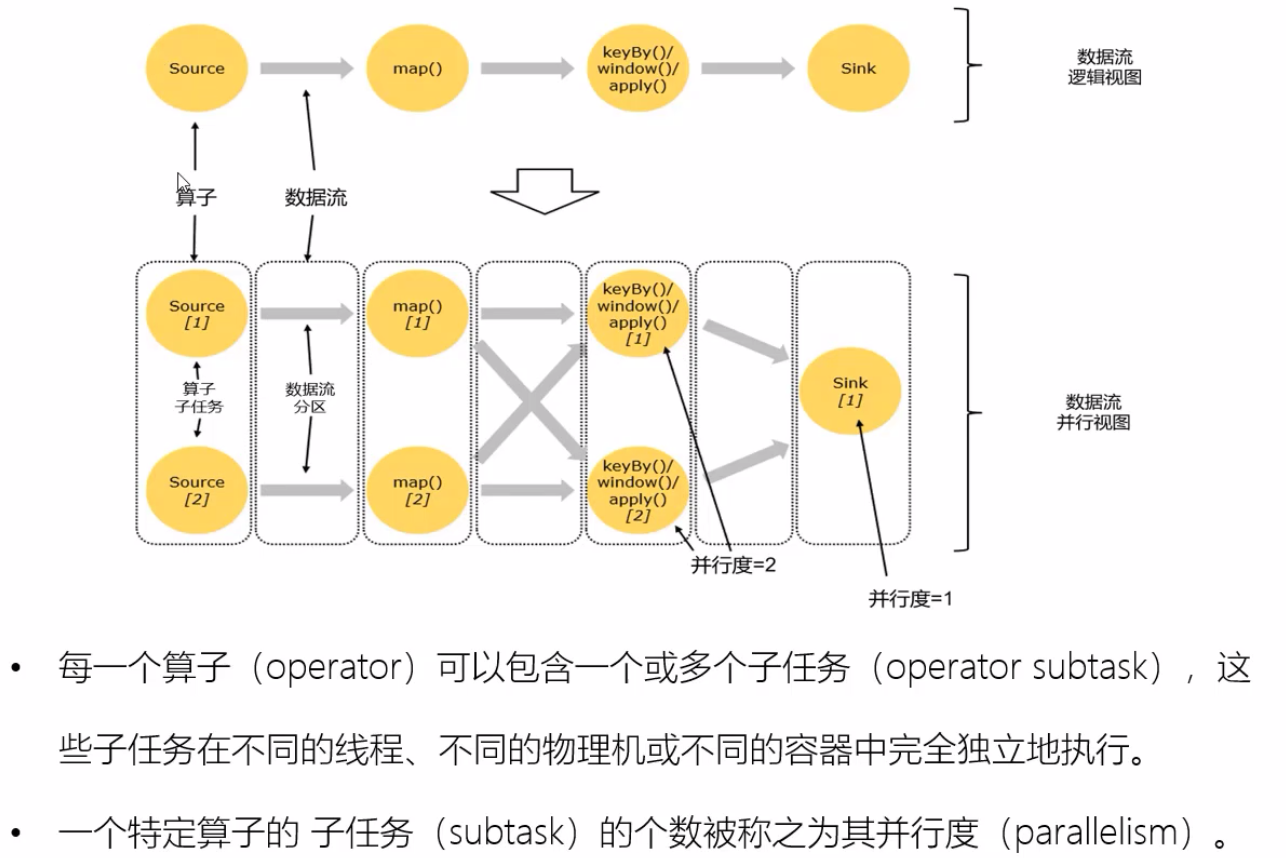 Source
map()
keyBy()/
window()/
apply()
Sink
数据流
逻辑视图
算子
数据流
Source
[1]
map()
[1]
keyBy()/
window()/
apply()
[1]
算子
子任务
数据流
分区
Sink
[1]
数据流
并行视图
Source
[2]
map()
[2]
keyBy()/
window()/
apply()
[2]
并行度=2
并行度=1
• 每一个算子（operator）可以包含一个或多个子任务（operator subtask），这
些子任务在不同的线程、不同的物理机或不同的容器中完全独立地执行。
• 一个特定算子的 子任务（subtask）的个数被称之为其并行度（parallelism）。